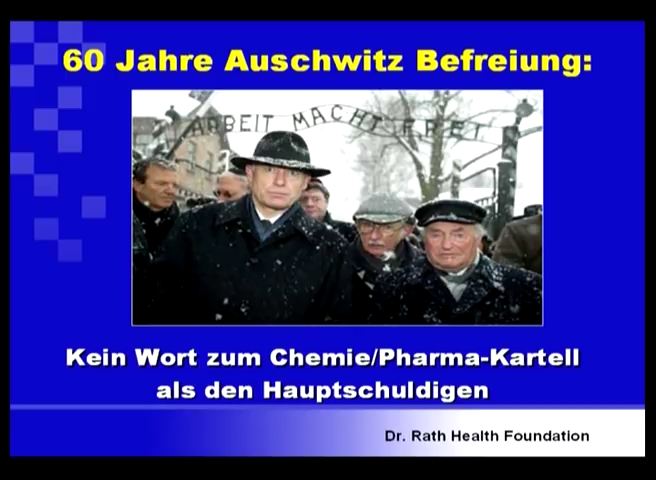 60 Jahre Auschwitz Befreiung:
ARBEIT MACHT FREI
Kein Wort zum Chemie/Pharma-Kartell
als den Hauptschuldigen
Dr. Rath Health Foundation